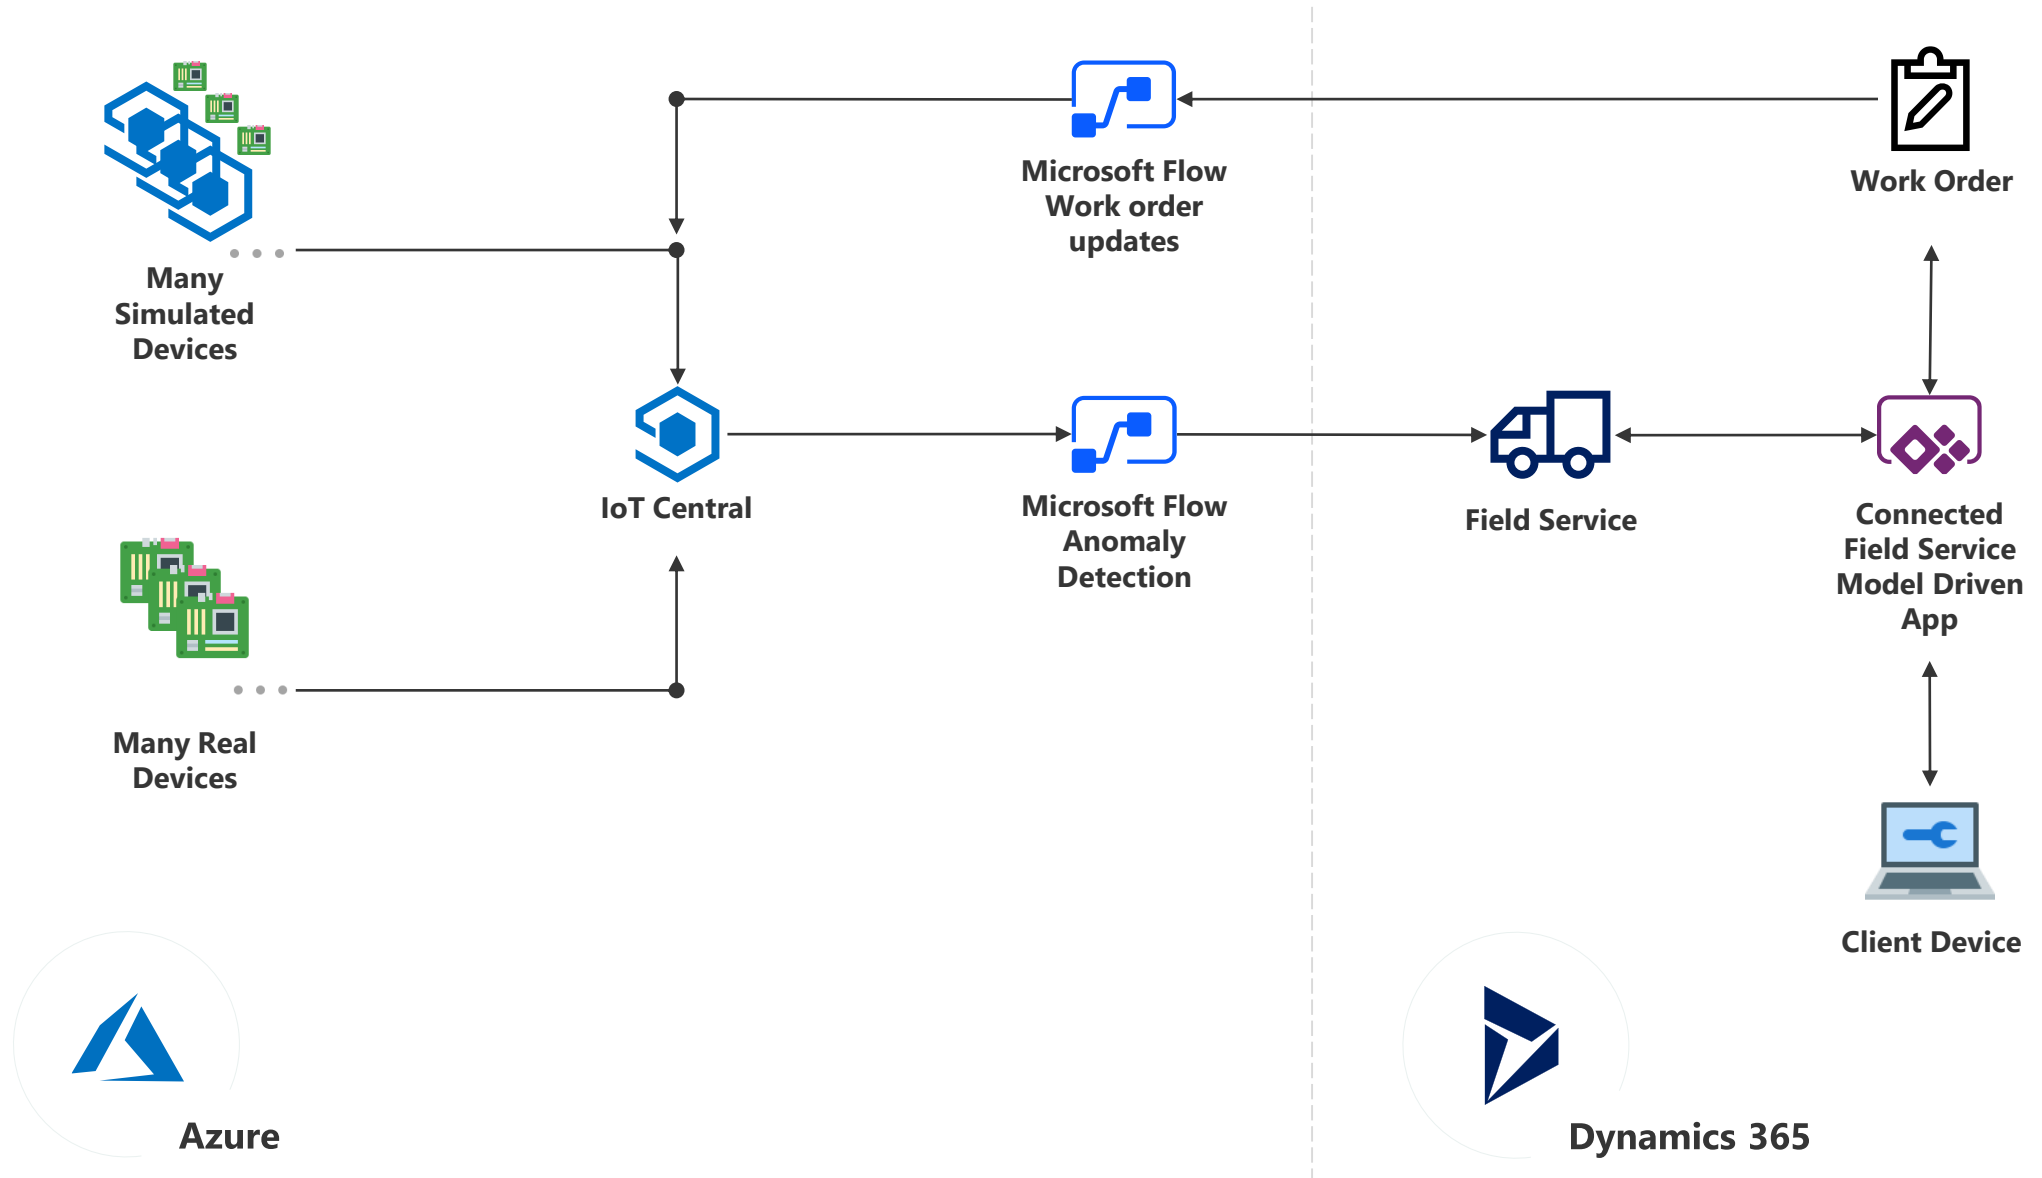 Many
Simulated
Devices
Many Real
Devices
IoT Central
Microsoft Flow
Work order
updates
Microsoft Flow
Anomaly
Detection
Work Order
Field Service
Connected
Field Service
Model Driven
App
Client Device
Azure
Dynamics 365